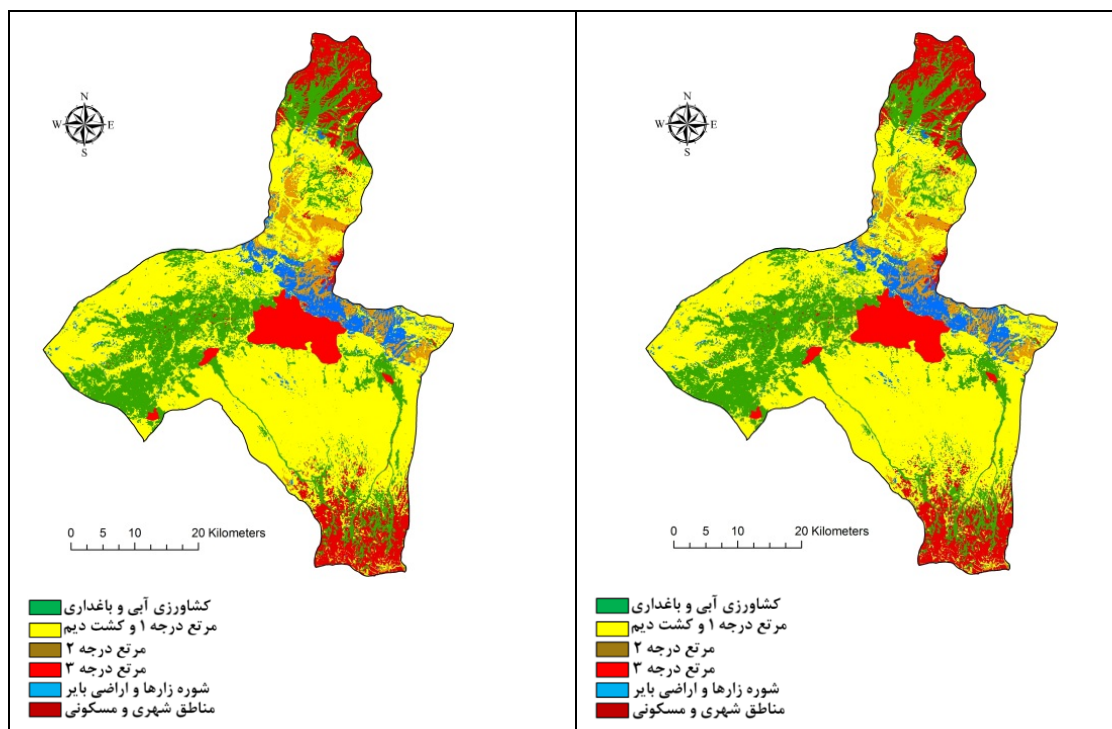 N
W E
S
0 5 10 20 Kilometers
کشاورزی آبی و باغداری
مرتع درجه ۱ و کشت دیم
مرتع درجه ۲
مرتع درجه ۳
شوره زارها و اراضی بایر
مناطق شهری و مسکونی
N
W E
S
0 5 10 20 Kilometers
کشاورزی آبی و باغداری
مرتع درجه ۱ و کشت دیم
مرتع درجه ۲
مرتع درجه ۳
شوره زارها و اراضی بایر
مناطق شهری و مسکونی